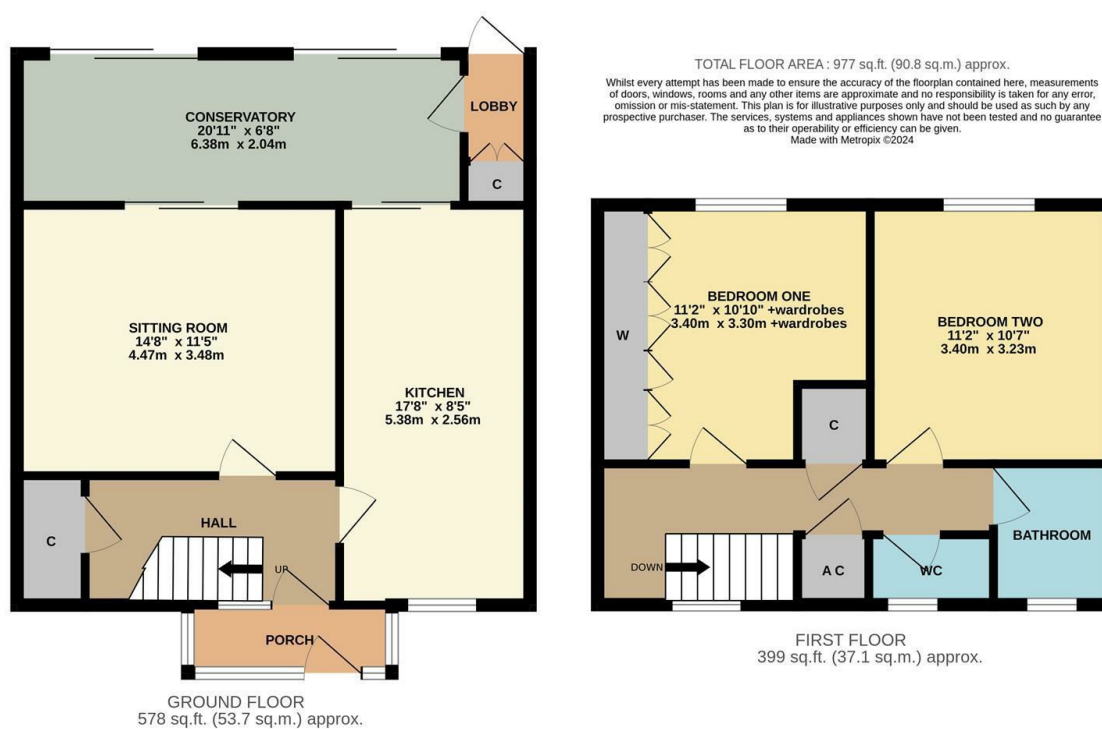 CONSERVATORY
20'11" x 6'8"
6.38m x 2.04m
LOBBY
C
SITTING ROOM
14'8" x 11'5"
4.47m x 3.48m
KITCHEN
17'8" x 8'5"
5.38m x 2.56m
HALL
C
UP
PORCH
GROUND FLOOR
578 sq.ft. (53.7 sq.m.) approx.
TOTAL FLOOR AREA : 977 sq.ft. (90.8 sq.m.) approx.
Whilst every attempt has been made to ensure the accuracy of the floorplan contained here, measurements
of doors, windows, rooms and any other items are approximate and no responsibility is taken for any error,
omission or mis-statement. This plan is for illustrative purposes only and should be used as such by any
prospective purchaser. The services, systems and appliances shown have not been tested and no guarantee
as to their operability or efficiency can be given.
Made with Metropix ©2024
BEDROOM ONE
11'2" x 10'10" +wardrobes
3.40m x 3.30m +wardrobes
W
BEDROOM TWO
11'2" x 10'7"
3.40m x 3.23m
C
BATHROOM
DOWN
A C
WC
FIRST FLOOR
399 sq.ft. (37.1 sq.m.) approx.